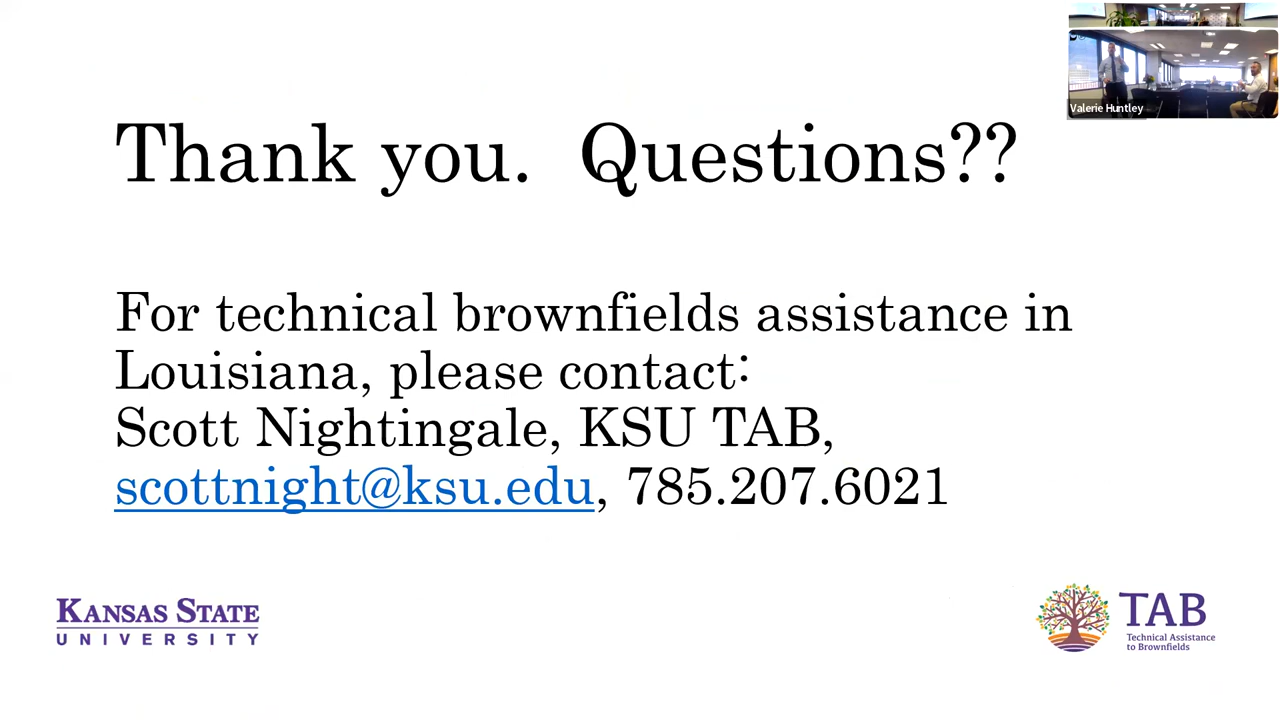 Valerie Huntley
Thank you.  Questions??
For technical brownfields assistance in
Louisiana, please contact:
Scott Nightingale, KSU TAB,
scottnight@ksu.edu, 785.207.6021
KANSAS STATE
UNIVERSITY
TAB
Technical Assistance
to Brownfields